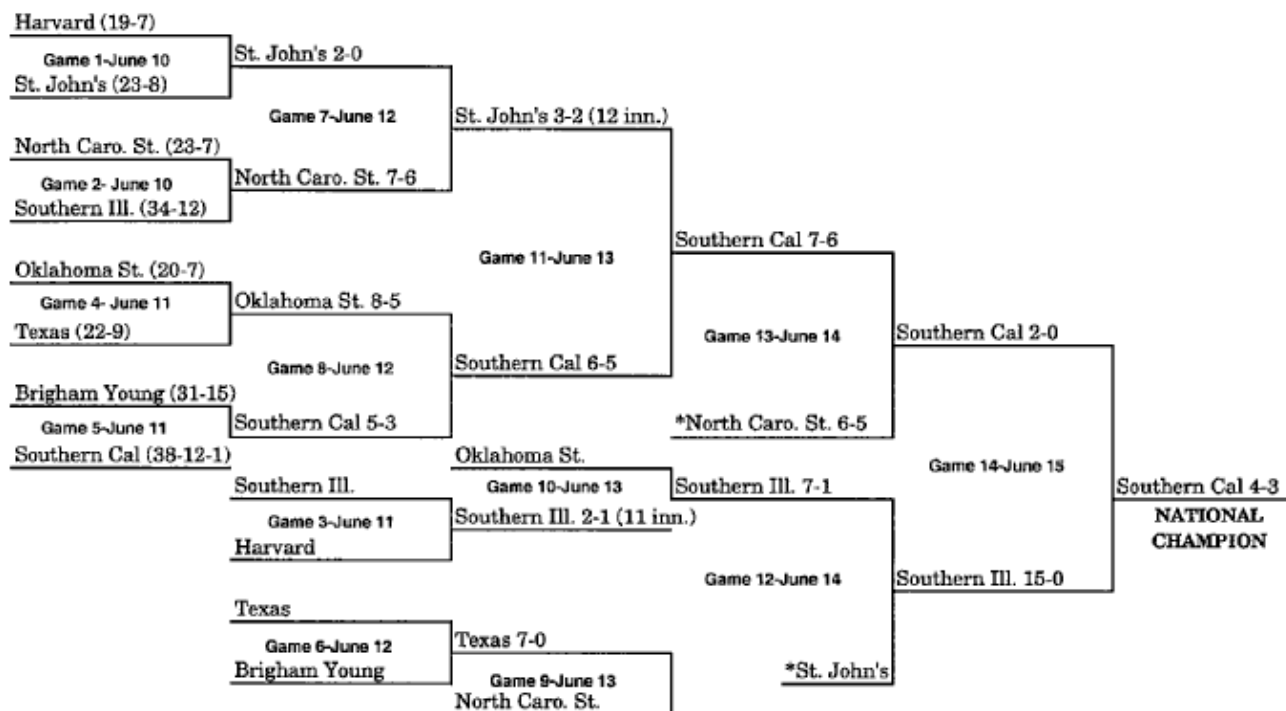 Harvard (19-7)
Game 1-June 10
St. John's (23-8)
St. John's 2-0
Game 7-June 12
St. John's 3-2 (12 inn.)
North Caro. St. (23-7)
Game 2- June 10
Southern Ill. (34-12)
North Caro. St. 7-6
Game 11-June 13
Southern Cal 7-6
Oklahoma St. (20-7)
Game 4- June 11
Texas (22-9)
Oklahoma St. 8-5
Game 8-June 12
Southern Cal 6-5
Game 13-June 14
Southern Cal 2-0
Brigham Young (31-15)
Game 5-June 11
Southern Cal (38-12-1)
Southern Cal 5-3
*North Caro. St. 6-5
Game 14-June 15
Southern Cal 4-3
NATIONAL
CHAMPION
Oklahoma St.
Game 10-June 13
Southern Ill. 7-1
Southern Ill.
Game 3-June 11
Harvard
Southern Ill. 2-1 (11 inn.)
Game 12-June 14
Southern Ill. 15-0
Texas
Game 6-June 12
Brigham Young
Texas 7-0
Game 9-June 13
North Caro. St.
*St. John's